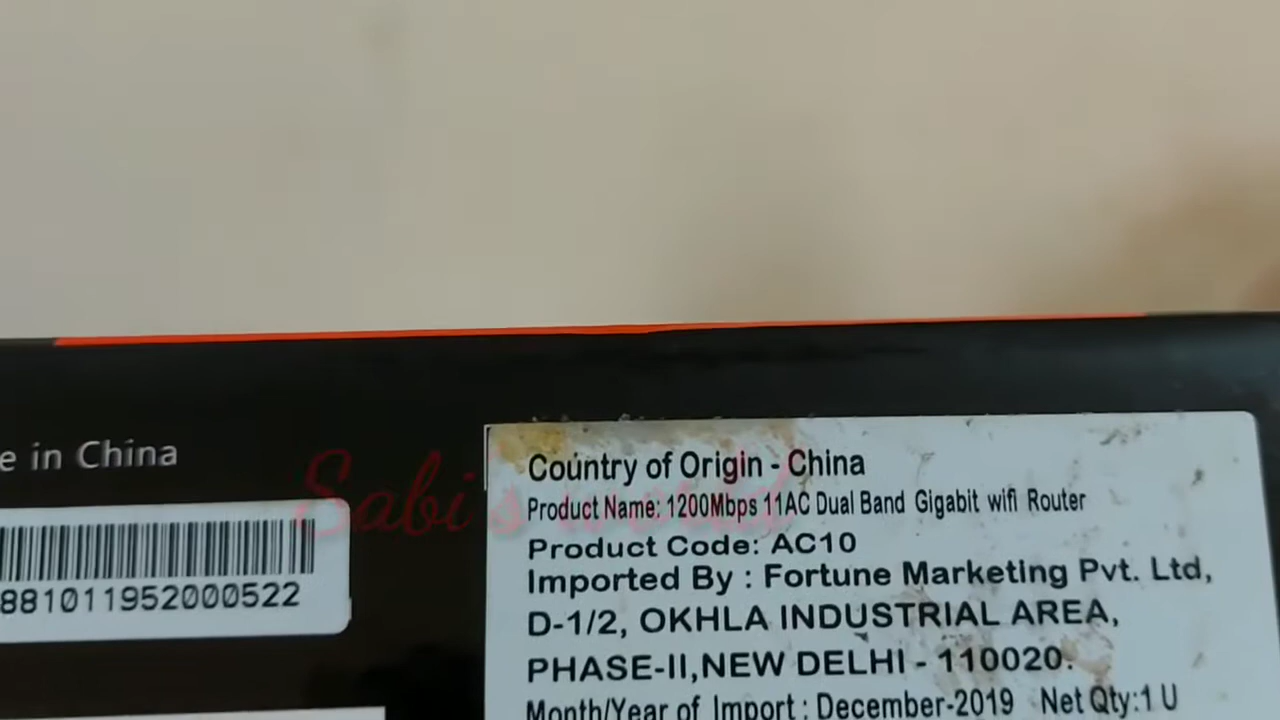 e in China
881011952000522
Sabi's world
Country of Origin - China
Product Name: 1200Mbps 11AC Dual Band Gigabit wifi Router
Product Code: AC10
Imported By : Fortune Marketing Pvt. Ltd,
D-1/2, OKHLA INDUSTRIAL AREA,
PHASE-II,NEW DELHI - 110020.
Month/Year of Import : December-2019 Net Qty:1 U